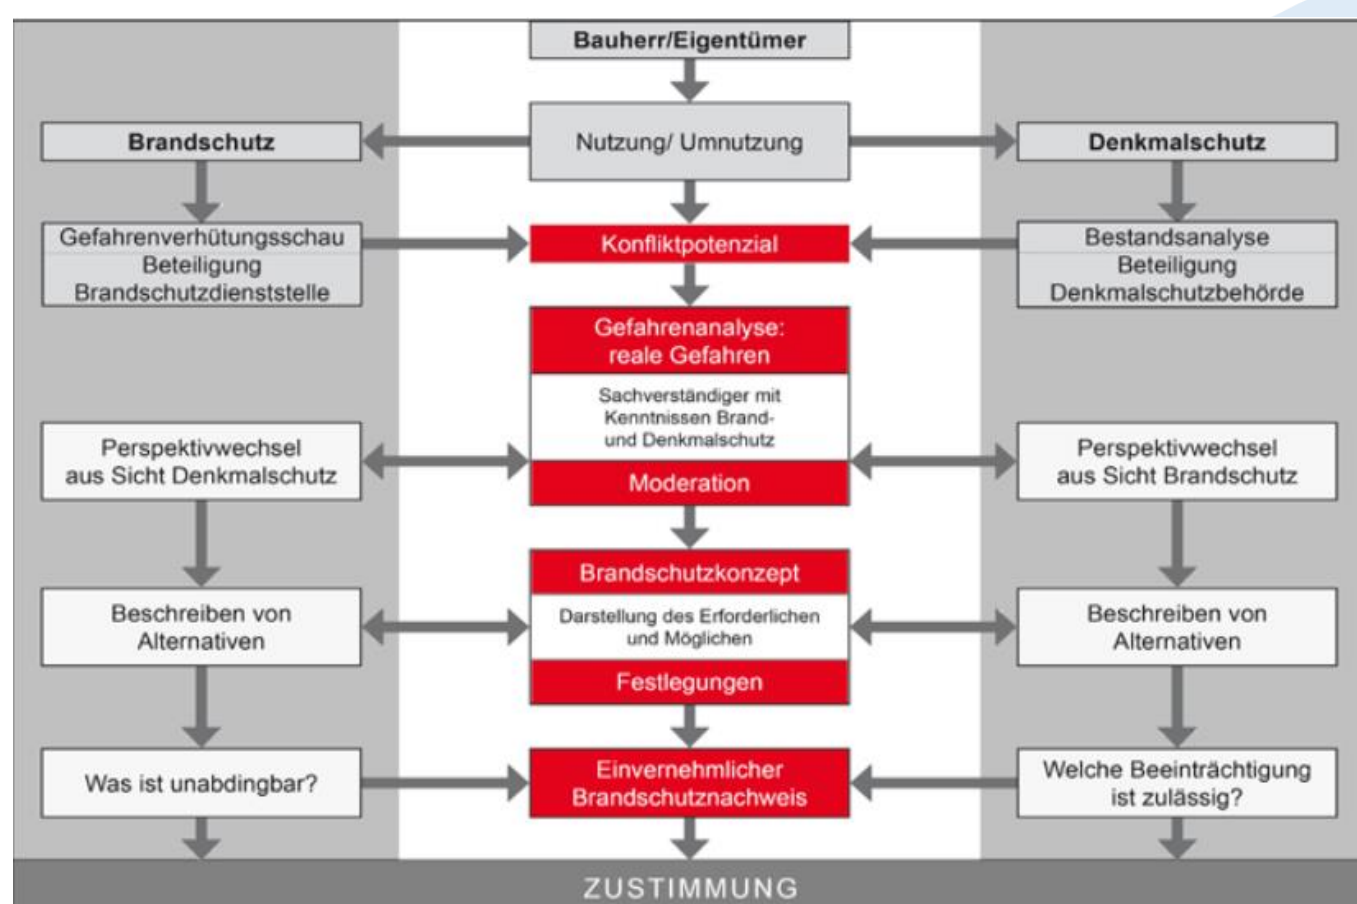 Bauherr/Eigentümer
Brandschutz
Nutzung/ Umnutzung
Denkmalschutz
Gefahrenverhütungsschau
Beteiligung
Brandschutzdienststelle
Konfliktpotenzial
Bestandsanalyse
Beteiligung
Denkmalschutzbehörde
Gefahrenanalyse:
reale Gefahren
Sachverständiger mit
Kenntnissen Brand-
und Denkmalschutz
Moderation
Perspektivwechsel
aus Sicht Denkmalschutz
Perspektivwechsel
aus Sicht Brandschutz
Brandschutzkonzept
Darstellung des Erforderlichen
und Möglichen
Festlegungen
Beschreiben von
Alternativen
Beschreiben von
Alternativen
Was ist unabdingbar?
Einvernehmlicher
Brandschutznachweis
Welche Beeinträchtigung
ist zulässig?
ZUSTIMMUNG